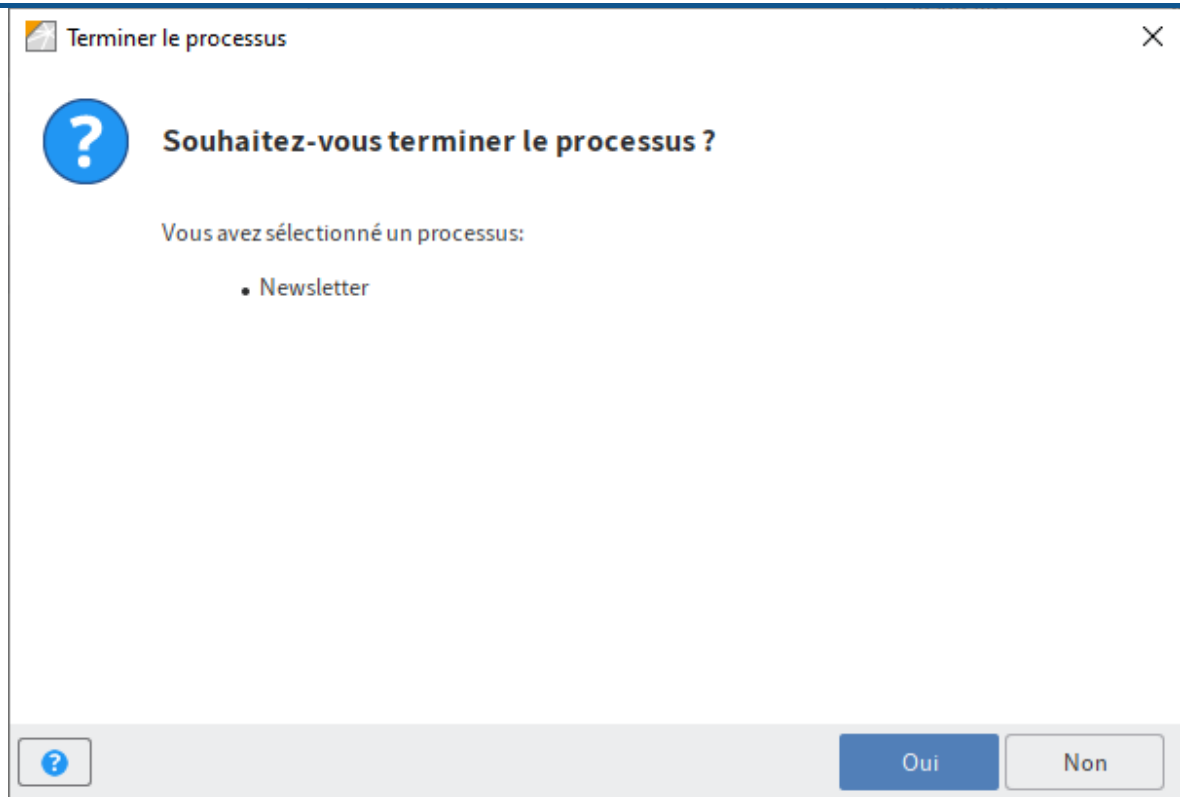 Terminer le processus
Souhaitez-vous terminer le processus ?
Vous avez sélectionné un processus:
• Newsletter
Oui
Non